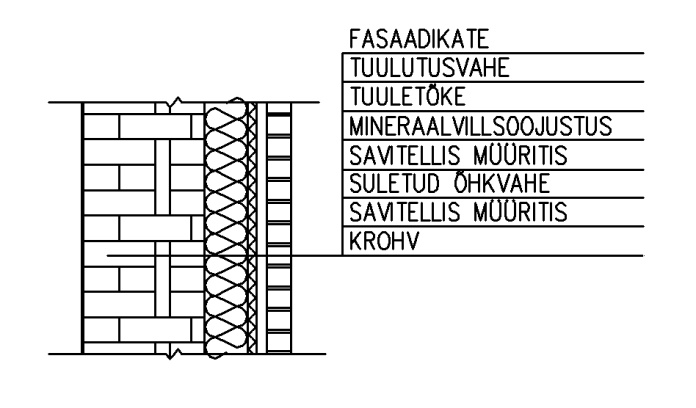 FASAADIKATE
TUULUTUSVAHE
TUULETÕKE
MINERAALVILLSOOJUSTUS
SAVITELLIS MÜÜRITIS
SULETUD ÕHKVAHE
SAVITELLIS MÜÜRITIS
KROHV